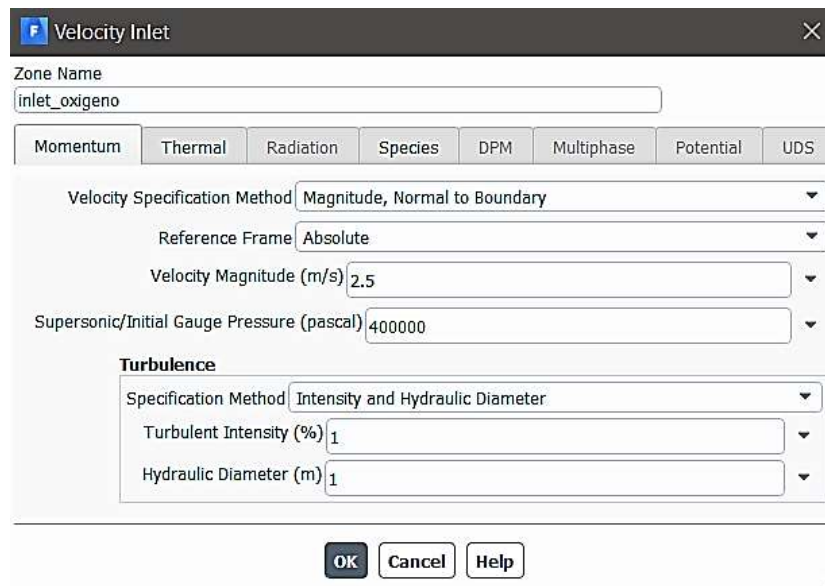 F Velocity Inlet
Zone Name
inlet_oxigeno
Momentum Thermal Radiation Species DPM Multiphase Potential UDS
Velocity Specification Method Magnitude, Normal to Boundary
Reference Frame Absolute
Velocity Magnitude (m/s) 2.5
Supersonic/Initial Gauge Pressure (pascal) 400000
Turbulence
Specification Method Intensity and Hydraulic Diameter
Turbulent Intensity (%) 1
Hydraulic Diameter (m) 1
OK Cancel Help